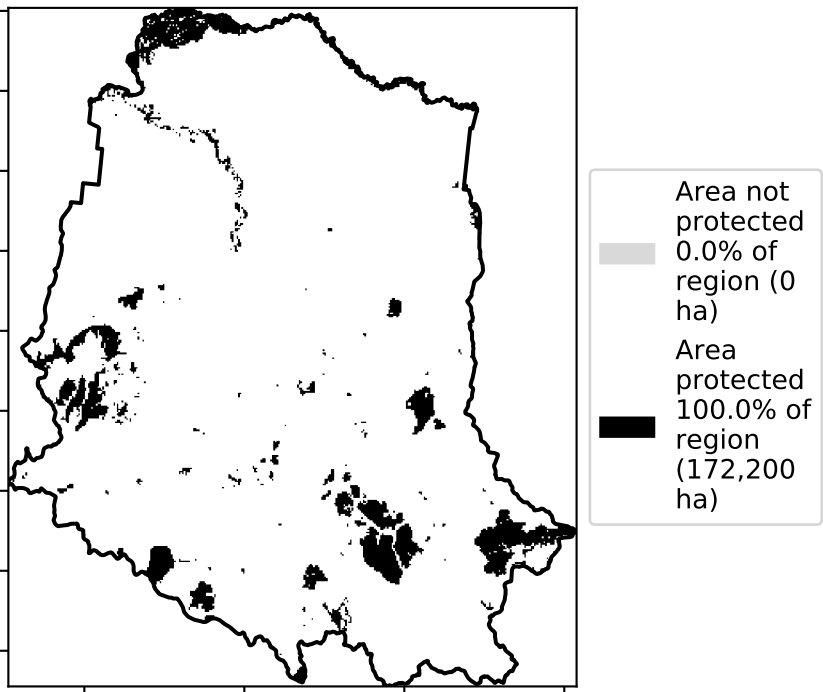 Area not
protected
0.0% of
region (0
ha)
Area
protected
100.0% of
region
(172,200
ha)